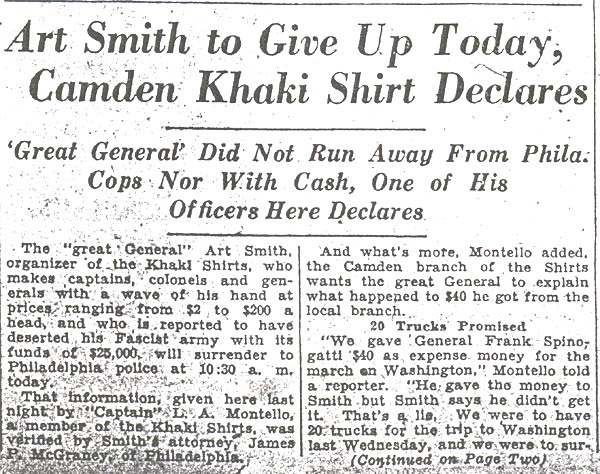 Art Smith to Give Up Today,
Camden Khaki Shirt Declares
'Great General' Did Not Run Away From Phila.
Cops Nor With Cash, One of His
Officers Here Declares
The "great General" Art Smith,
organizer of the Khaki Shirts, who
makes captains, colonels and gen-
erals with a wave of his hand at
prices ranging from $2 to $200 a
head, and who is reported to have
deserted his Fascist army with its
funds of $25,000, will surrender to
Philadelphia police at 10:30 a. m.
today.
That information, given here last
night by "Captain" L. A. Montello,
a member of the Khaki Shirts, was
verified by Smith's attorney, James
P. McGraney, of Philadelphia.
And what's more, Montello added,
the Camden branch of the Shirts
wants the great General to explain
what happened to $40 he got from the
local branch.
20 Trucks Promised
"We gave General Frank Spino,
gatti $40 as expense money for the
march on Washington," Montello told
a reporter. "He gave the money to
Smith but Smith says he didn't get
it. That's a lie. We were to have
20 trucks for the trip to Washington
last Wednesday, and we were to sur-
(Continued on Page Two)